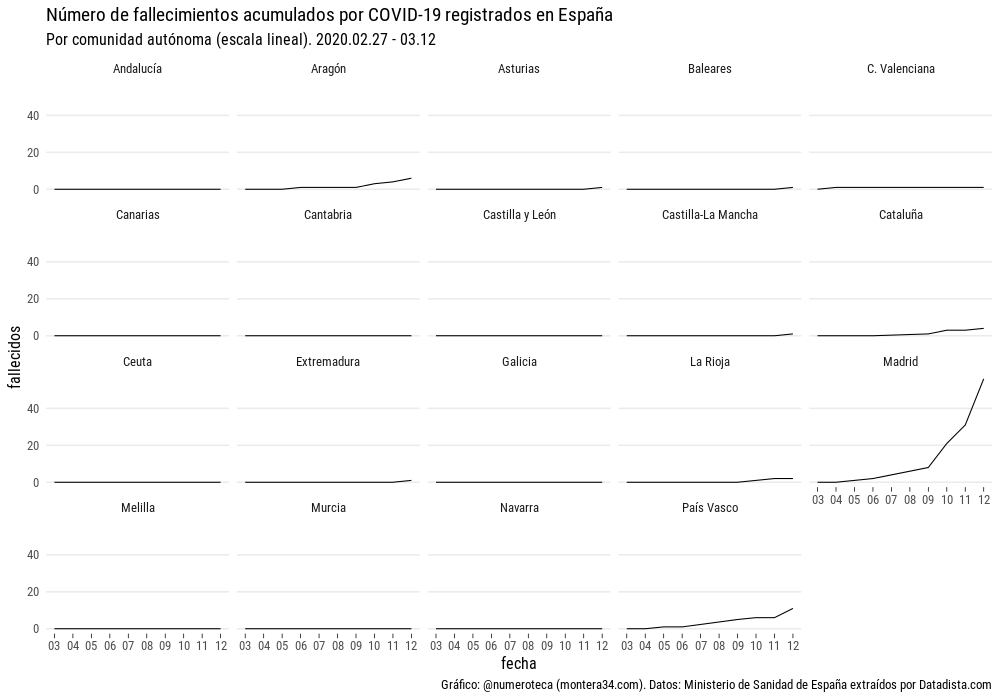 Número de fallecimientos acumulados por COVID-19 registrados en España
Por comunidad autónoma (escala lineal). 2020.02.27 - 03.12
Andalucía Aragón Asturias Baleares C. Valenciana
40
20
0
Canarias Cantabria Castilla y León Castilla-La Mancha Cataluña
40
20
0
fallecidos
Ceuta Extremadura Galicia La Rioja Madrid
40
20
0
03 04 05 06 07 08 09 10 11 12
Melilla Murcia Navarra País Vasco
40
20
0
03 04 05 06 07 08 09 10 11 12 03 04 05 06 07 08 09 10 11 12 03 04 05 06 07 08 09 10 11 12 03 04 05 06 07 08 09 10 11 12
fecha
Gráfico: @numeroteca (montera34.com). Datos: Ministerio de Sanidad de España extraídos por Datadista.com